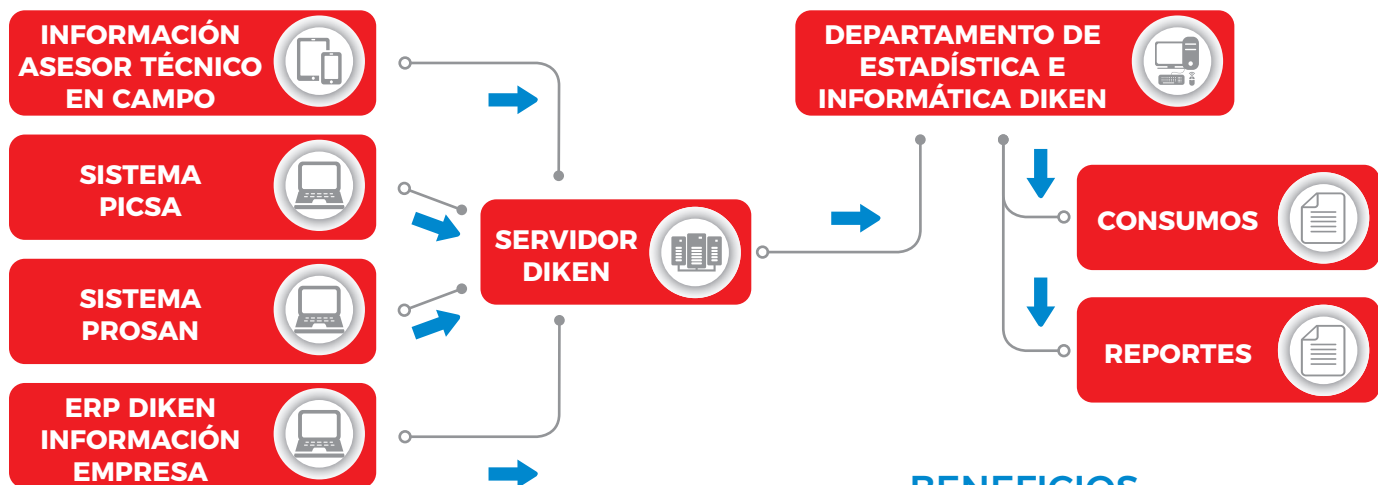 INFORMACIÓN
ASESOR TÉCNICO
EN CAMPO
SISTEMA
PICSA
SISTEMA
PROSAN
ERP DIKEN
INFORMACIÓN
EMPRESA
SERVIDOR
DIKEN
DEPARTAMENTO DE
ESTADÍSTICA E
INFORMÁTICA DIKEN
CONSUMOS
REPORTES
BENEFICIOS